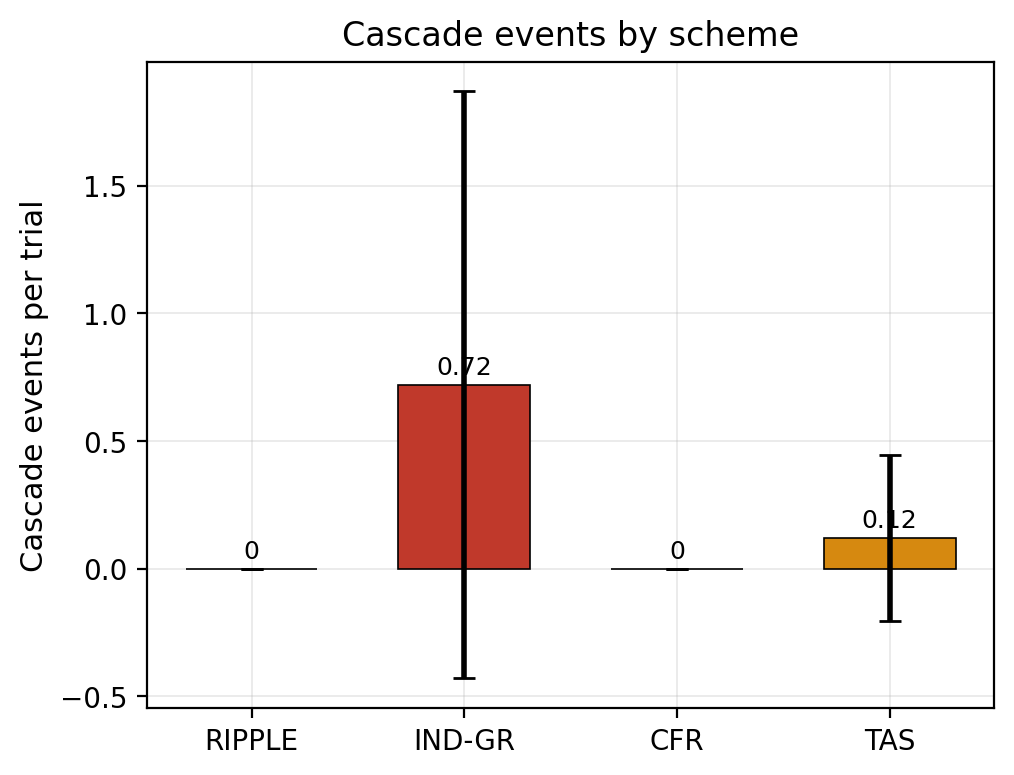 Cascade events by scheme
Cascade events per trial
1.5
1.0
0.5
0.0
−0.5
0
0.72
0
0.12
RIPPLE
IND-GR
CFR
TAS